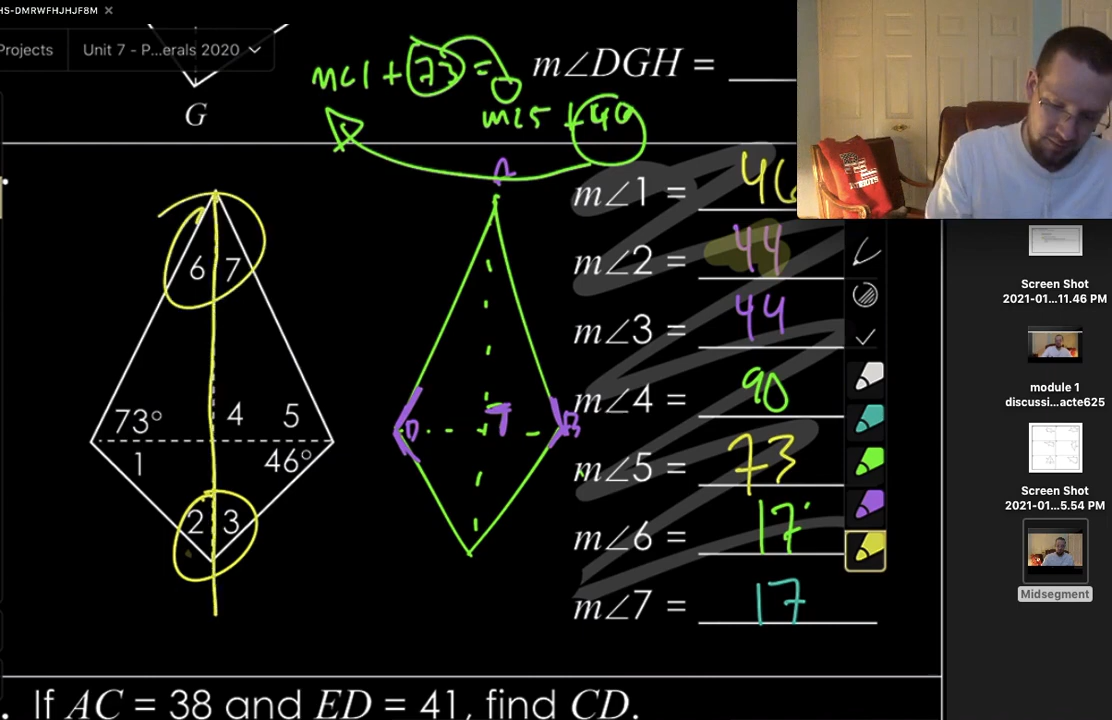 HS-DMRWFHJHJF8M ×
Projects
Unit 7 - P...erals 2020
m∠1 + 73 =
m∠5 + 46
m∠DGH =
G
m∠1 = 46
m∠2 = 44
m∠3 = 44
m∠4 = 90
m∠5 = 73
m∠6 = 17
m∠7 = 17
6 7
73° 4 5
1 46°
2 3
A
D
B
Screen Shot
2021-01...11.46 PM
module 1
discussi...acte625
Screen Shot
2021-01...5.54 PM
Midsegment
. If AC = 38 and ED = 41, find CD.